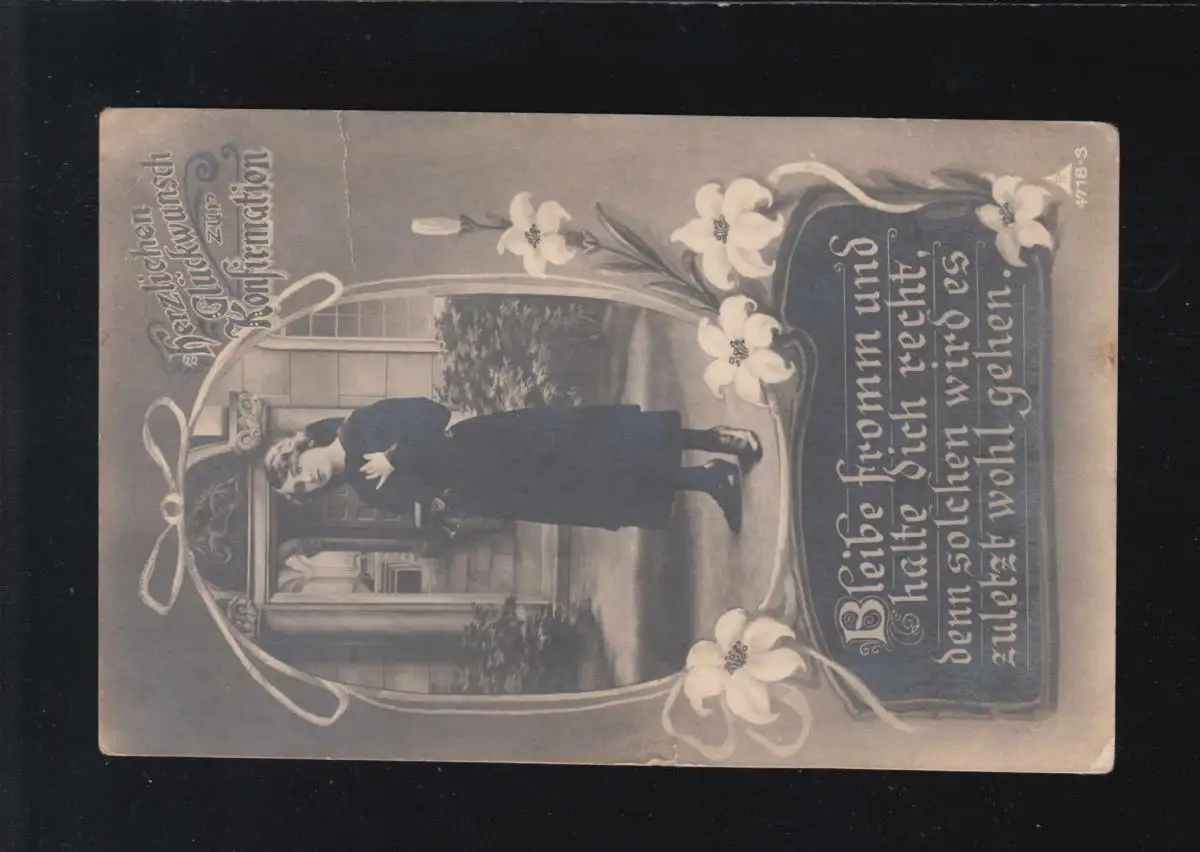 Herzlichen
Glückwunsch
zur
Konfirmation
Bleibe fromm und
halte dich recht,
denn solchen wird es
zuletzt wohl gehen.
4718-3